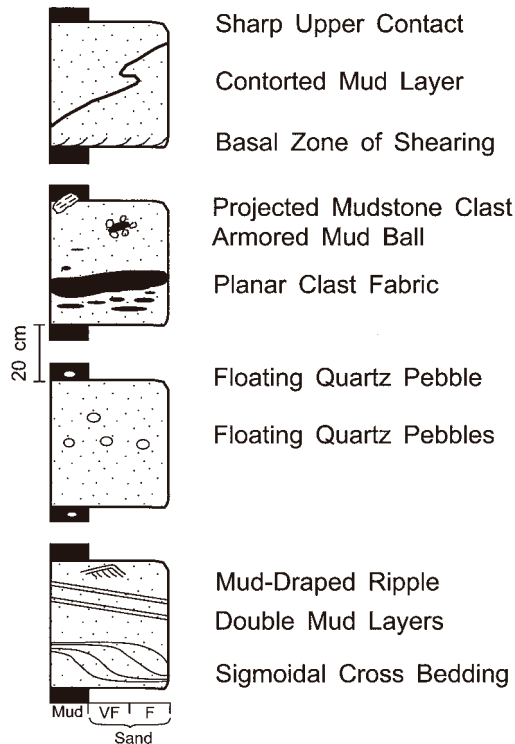 Sharp Upper Contact
Contorted Mud Layer
Basal Zone of Shearing
Projected Mudstone Clast
Armored Mud Ball
Planar Clast Fabric
20 cm
Floating Quartz Pebble
Floating Quartz Pebbles
Mud-Draped Ripple
Double Mud Layers
Sigmoidal Cross Bedding
Mud VF F
Sand